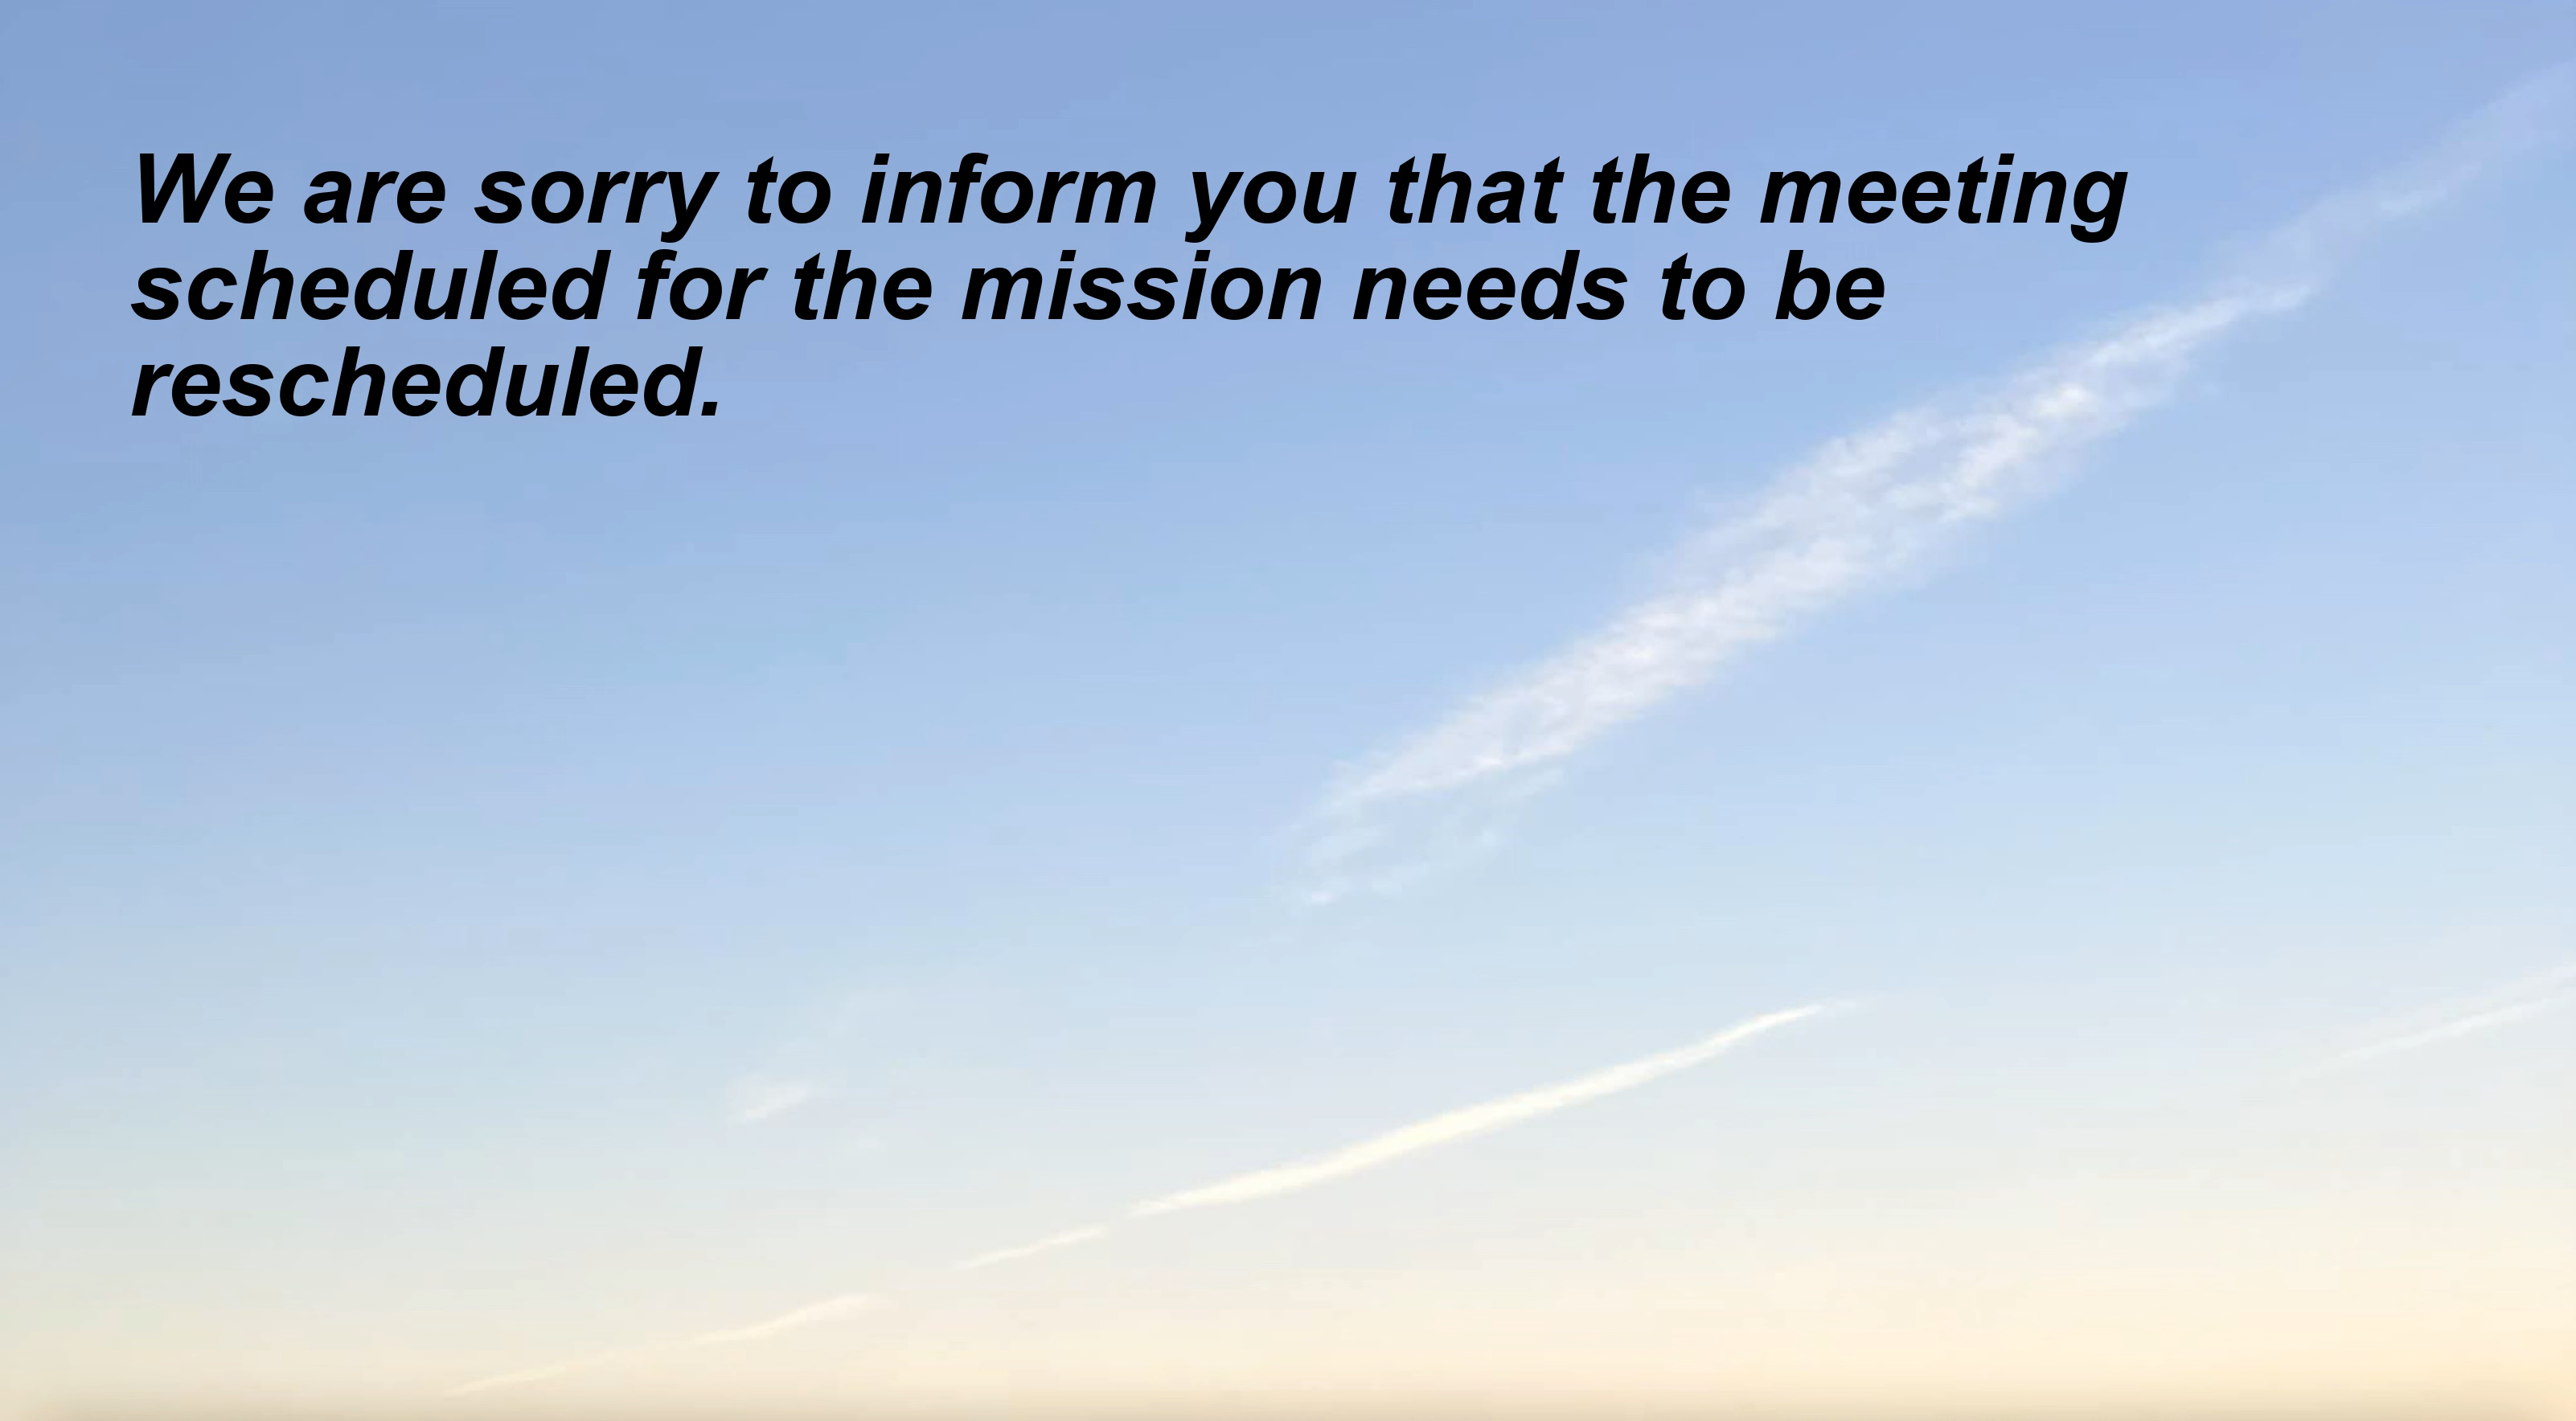 We are sorry to inform you that the meeting
scheduled for the mission needs to be
rescheduled.